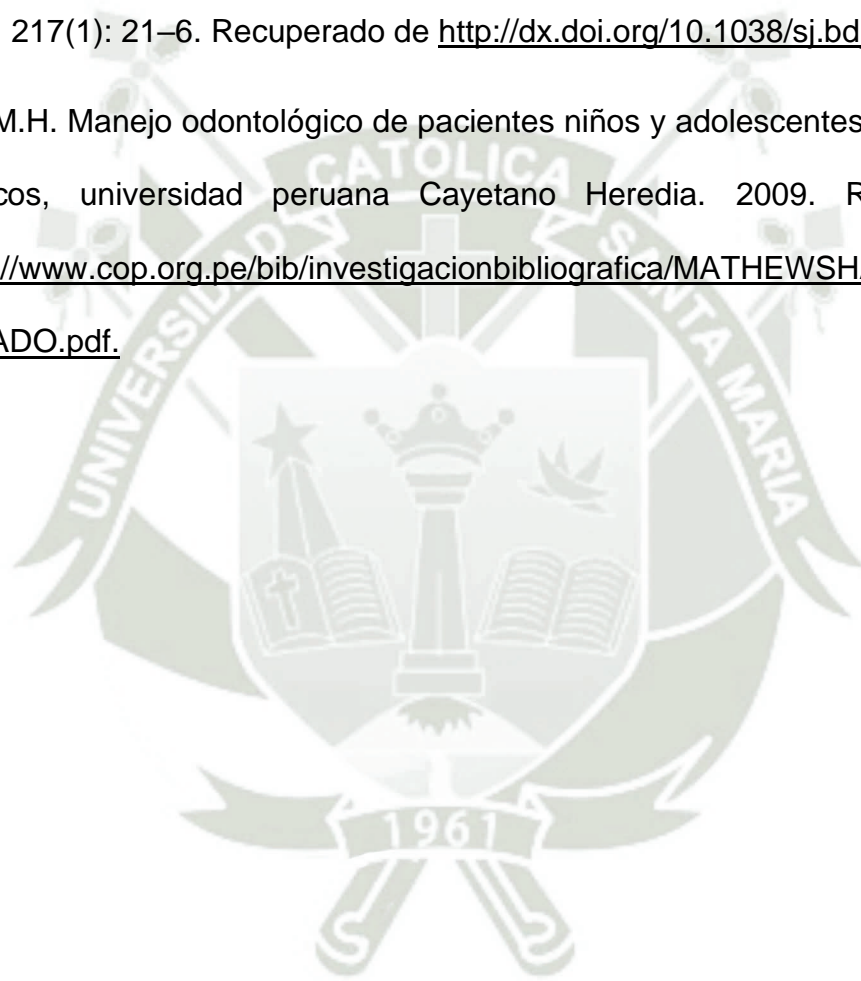 217(1): 21–6. Recuperado de http://dx.doi.org/10.1038/sj.bd
M.H. Manejo odontológico de pacientes niños y adolescentes
cos, universidad peruana Cayetano Heredia. 2009. R
//www.cop.org.pe/bib/investigacionbibliografica/MATHEWSH
ADO.pdf.
UNIVERSIDAD CATOLICA SANTA MARIA
1961